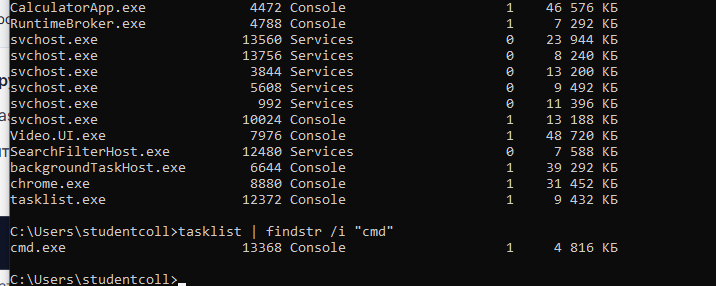 CalculatorApp.exe 4472 Console 1 46 576 КБ
RuntimeBroker.exe 4788 Console 1 7 292 КБ
svchost.exe 13560 Services 0 23 944 КБ
svchost.exe 13756 Services 0 8 240 КБ
svchost.exe 3844 Services 0 13 200 КБ
svchost.exe 5608 Services 0 9 492 КБ
svchost.exe 992 Services 0 11 396 КБ
svchost.exe 10024 Console 1 13 188 КБ
Video.UI.exe 7976 Console 1 48 720 КБ
SearchFilterHost.exe 12480 Services 0 7 588 КБ
backgroundTaskHost.exe 6644 Console 1 39 292 КБ
chrome.exe 8880 Console 1 31 452 КБ
tasklist.exe 12372 Console 1 9 432 КБ
C:\Users\studentcoll>tasklist | findstr /i "cmd"
cmd.exe 13368 Console 1 4 816 КБ
C:\Users\studentcoll>